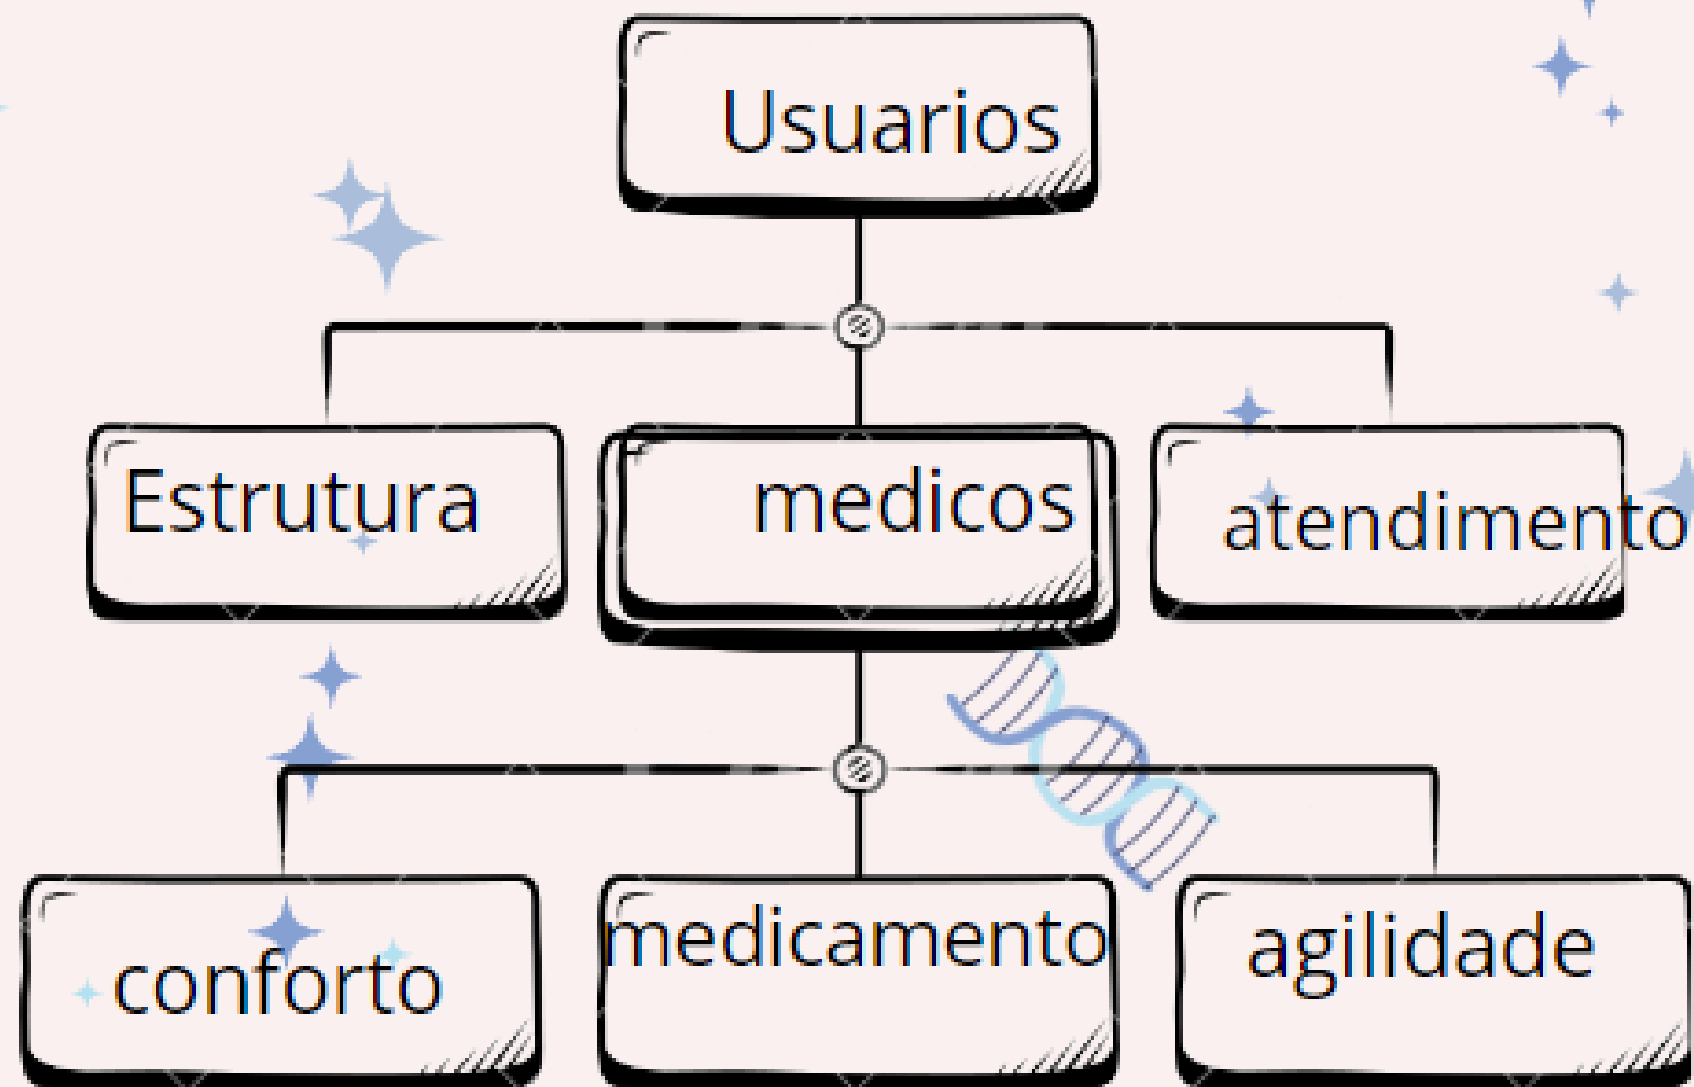 Usuarios
Estrutura
medicos
atendimento
conforto
medicamento
agilidade